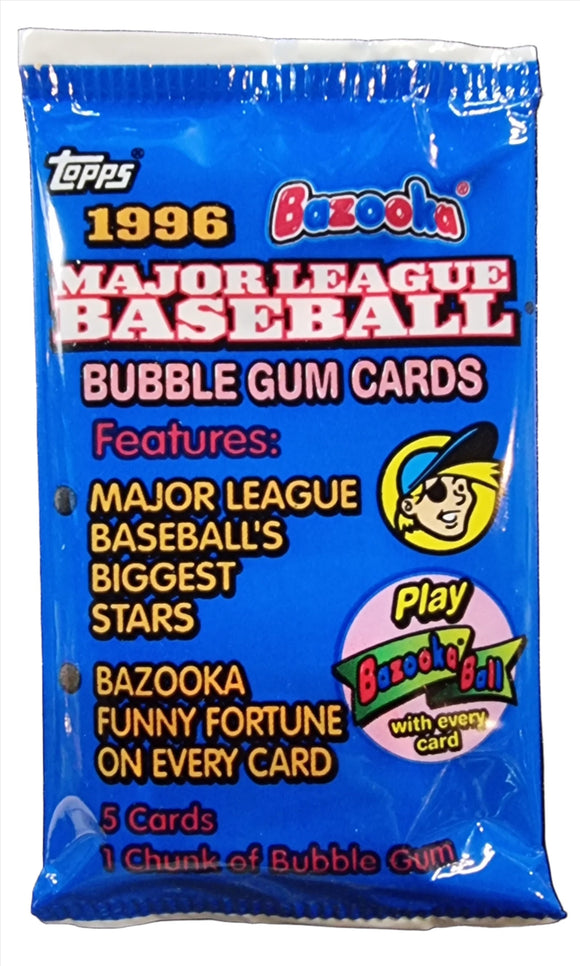 TOPPS®
1996 Bazooka®
MAJOR LEAGUE
BASEBALL
BUBBLE GUM CARDS
Features:
MAJOR LEAGUE
BASEBALL'S
BIGGEST
STARS
Play
Bazooka Ball
with every
card
BAZOOKA
FUNNY FORTUNE
ON EVERY CARD
5 Cards
1 Chunk of Bubble Gum